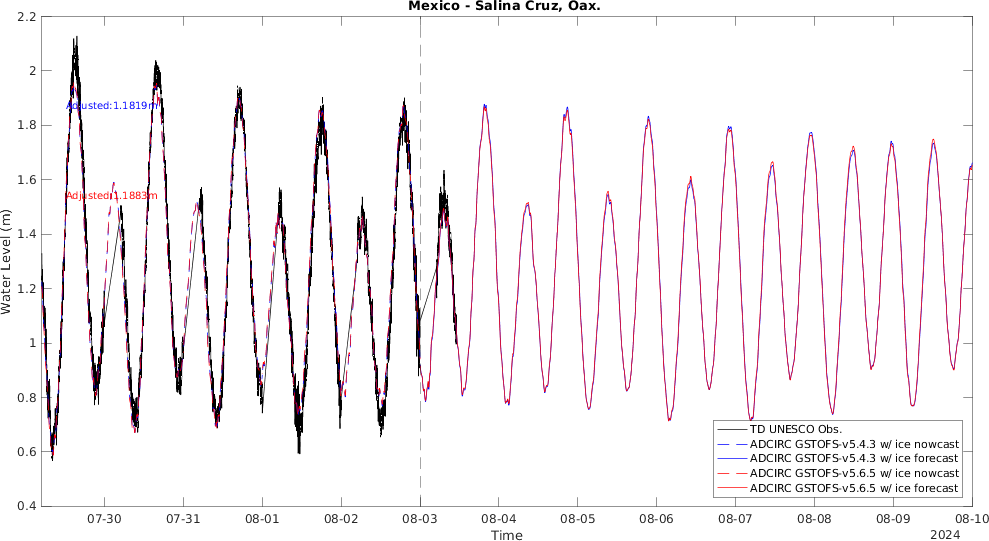 Mexico - Salina Cruz, Oax.
2.2
2
1.8
1.6
1.4
1.2
1
0.8
0.6
0.4
Water Level (m)
Adjusted:1.1819m
Adjusted:1.1883m
TD UNESCO Obs.
ADCIRC GSTOFS-v5.4.3 w/ ice nowcast
ADCIRC GSTOFS-v5.4.3 w/ ice forecast
ADCIRC GSTOFS-v5.6.5 w/ ice nowcast
ADCIRC GSTOFS-v5.6.5 w/ ice forecast
07-30 07-31 08-01 08-02 08-03 08-04 08-05 08-06 08-07 08-08 08-09 08-10
Time
2024